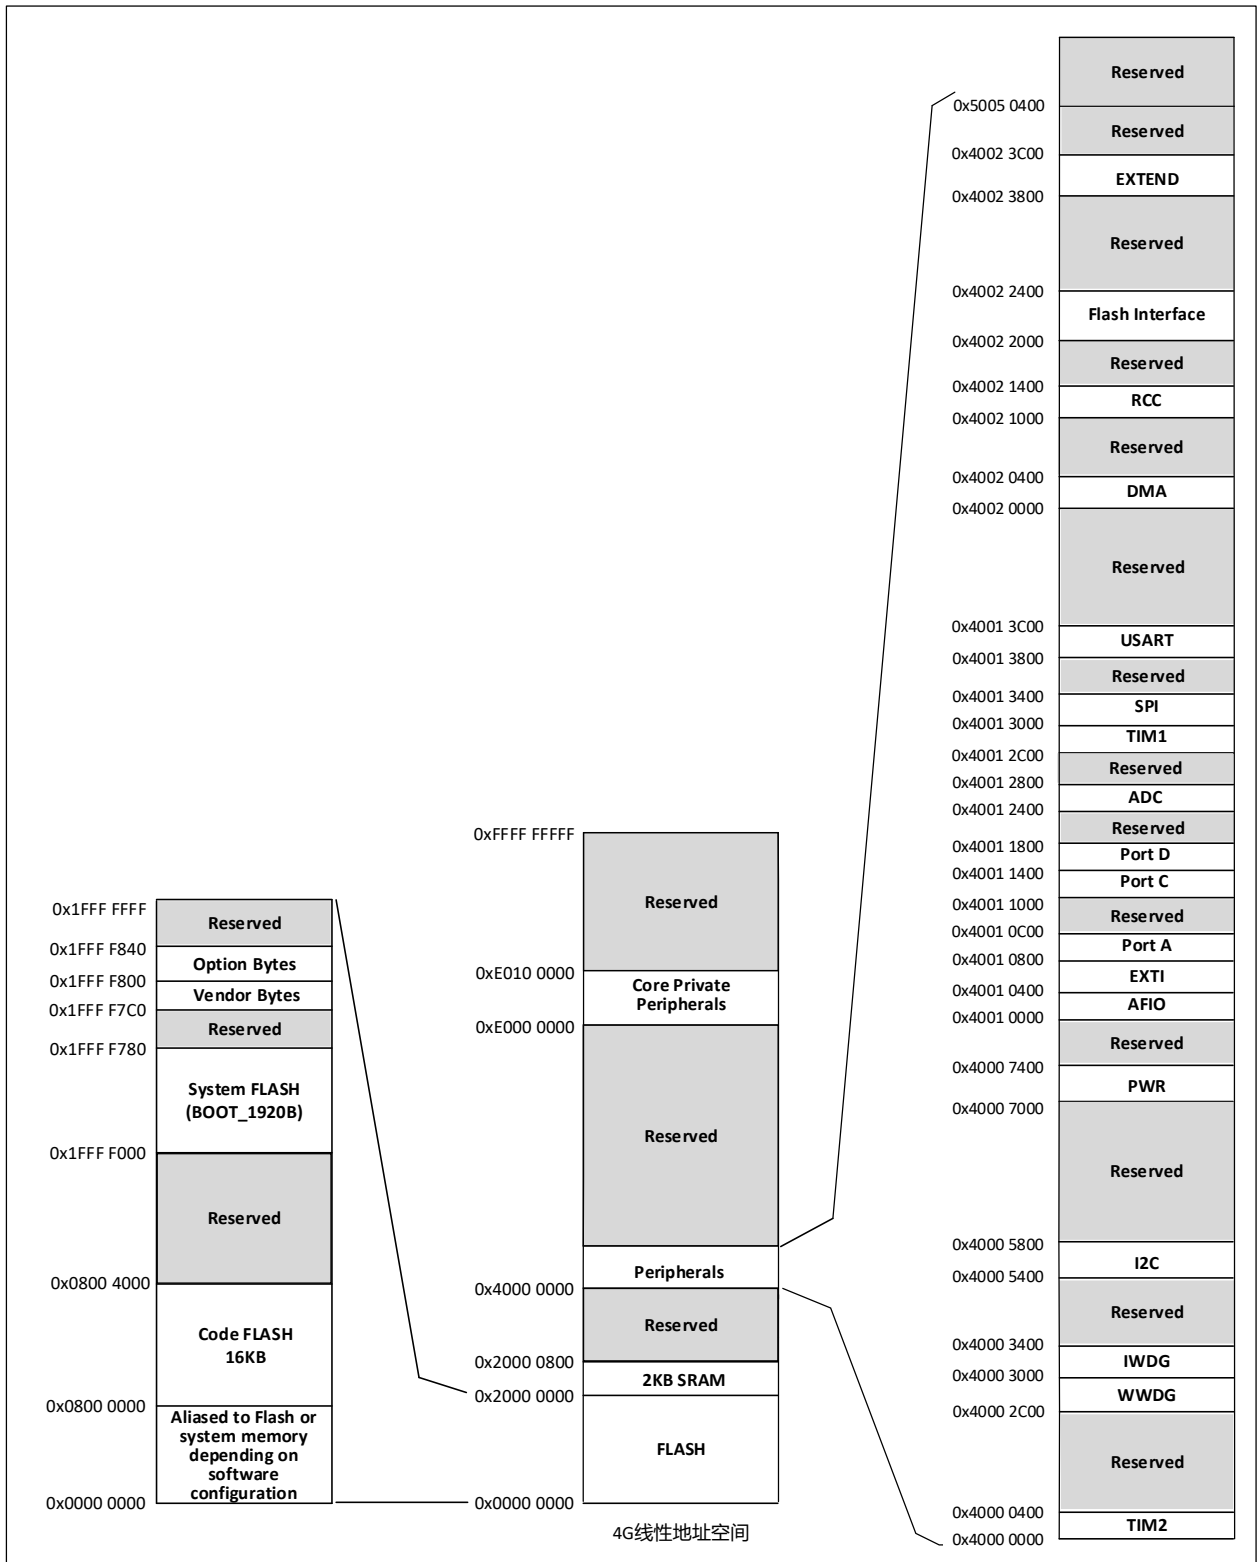 Reserved
0x5005 0400
Reserved
0x4002 3C00
EXTEND
0x4002 3800
Reserved
0x4002 2400
Flash Interface
0x4002 2000
Reserved
0x4002 1400
RCC
0x4002 1000
Reserved
0x4002 0400
DMA
0x4002 0000
Reserved
0x4001 3C00
USART
0x4001 3800
Reserved
0x4001 3400
SPI
0x4001 3000
TIM1
0x4001 2C00
Reserved
0x4001 2800
ADC
0x4001 2400
Reserved
0x4001 1800
Port D
0x4001 1400
Port C
0x4001 1000
Reserved
0x4001 0C00
Port A
0x4001 0800
EXTI
0x4001 0400
AFIO
0x4001 0000
Reserved
0x4000 7400
PWR
0x4000 7000
Reserved
0x4000 5800
I2C
0x4000 5400
Reserved
0x4000 3400
IWDG
0x4000 3000
WWDG
0x4000 2C00
Reserved
0x4000 0400
TIM2
0x4000 0000
0xFFFF FFFFF
Reserved
0xE010 0000
Core Private
Peripherals
0xE000 0000
Reserved
Peripherals
0x4000 0000
Reserved
0x2000 0800
2KB SRAM
0x2000 0000
FLASH
0x0000 0000
4G线性地址空间
0x1FFF FFFF
Reserved
0x1FFF F840
Option Bytes
0x1FFF F800
Vendor Bytes
0x1FFF F7C0
Reserved
0x1FFF F780
System FLASH
(BOOT_1920B)
0x1FFF F000
Reserved
0x0800 4000
Code FLASH
16KB
0x0800 0000
Aliased to Flash or
system memory
depending on
software
configuration
0x0000 0000